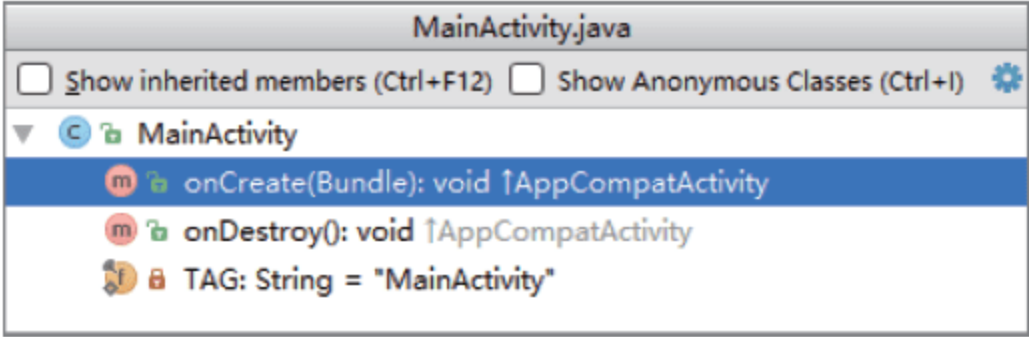 MainActivity.java
Show inherited members (Ctrl+F12) Show Anonymous Classes (Ctrl+I)
C MainActivity
m onCreate(Bundle): void ↑AppCompatActivity
m onDestroy(): void ↑AppCompatActivity
f TAG: String = "MainActivity"